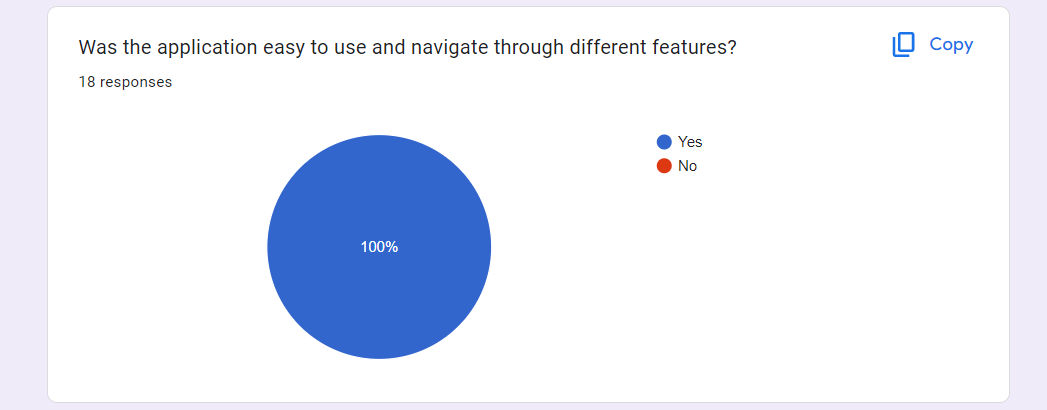 Was the application easy to use and navigate through different features?
Copy
18 responses
Yes
No
100%